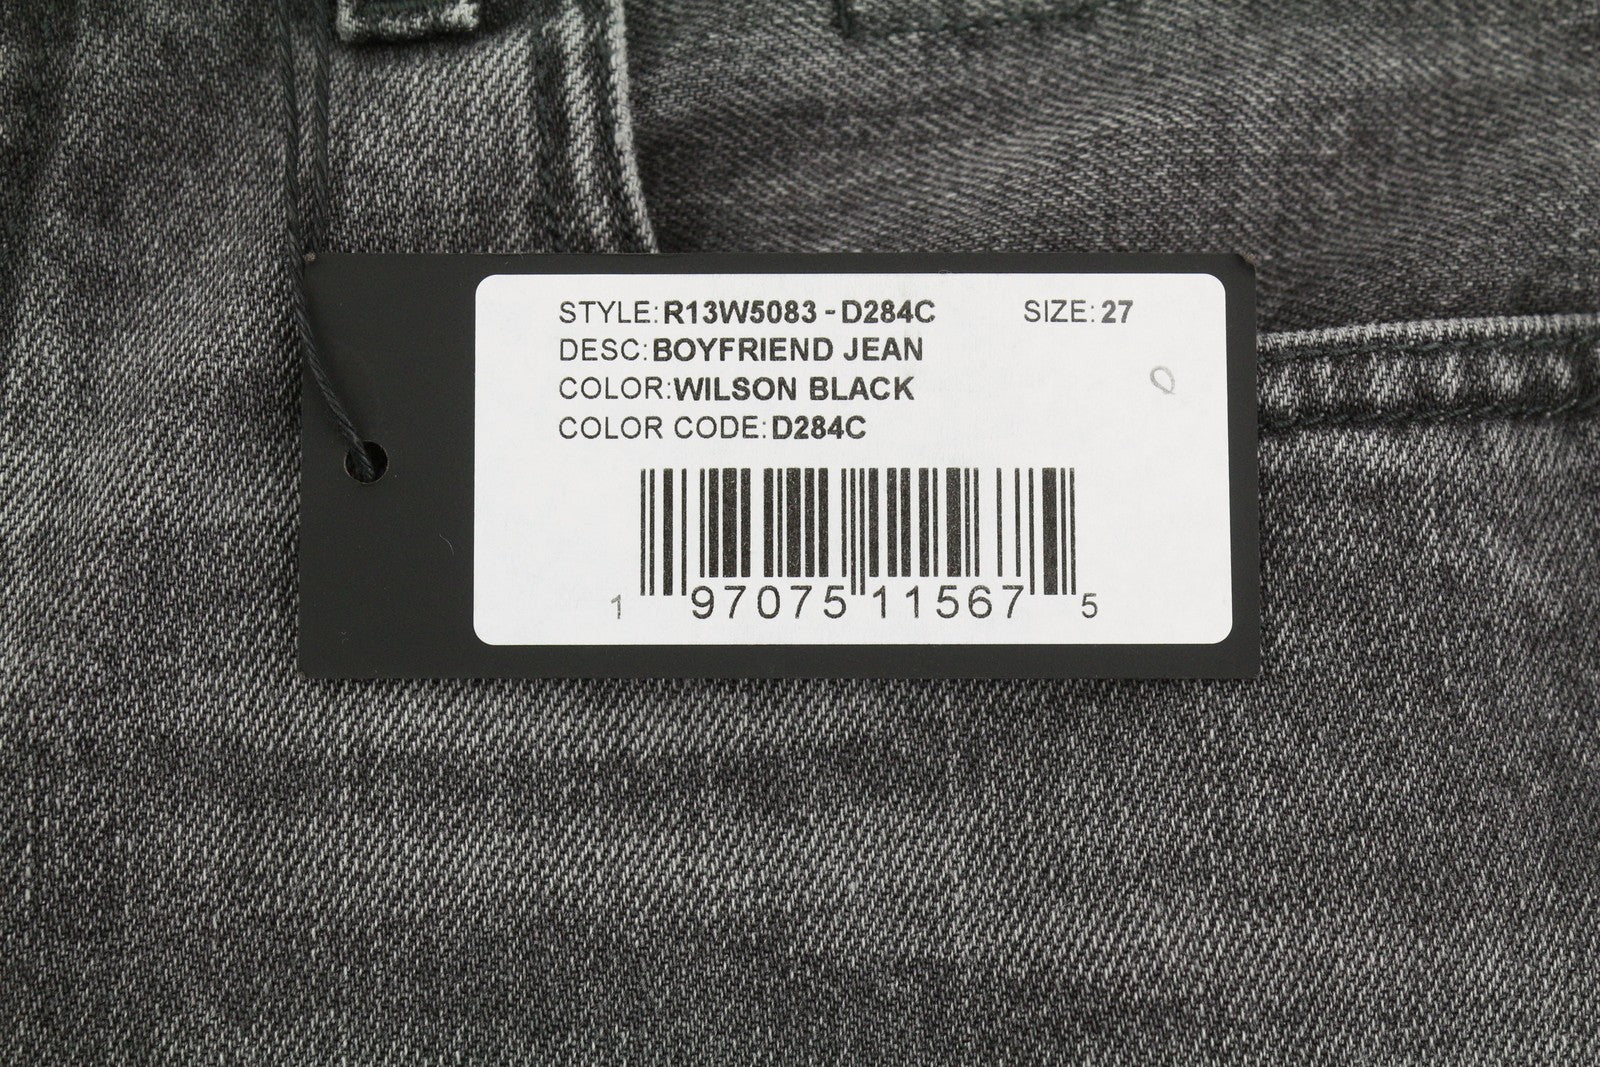 STYLE: R13W5083 - D284C SIZE: 27
DESC: BOYFRIEND JEAN
COLOR: WILSON BLACK
COLOR CODE: D284C
1 97075 11567 5